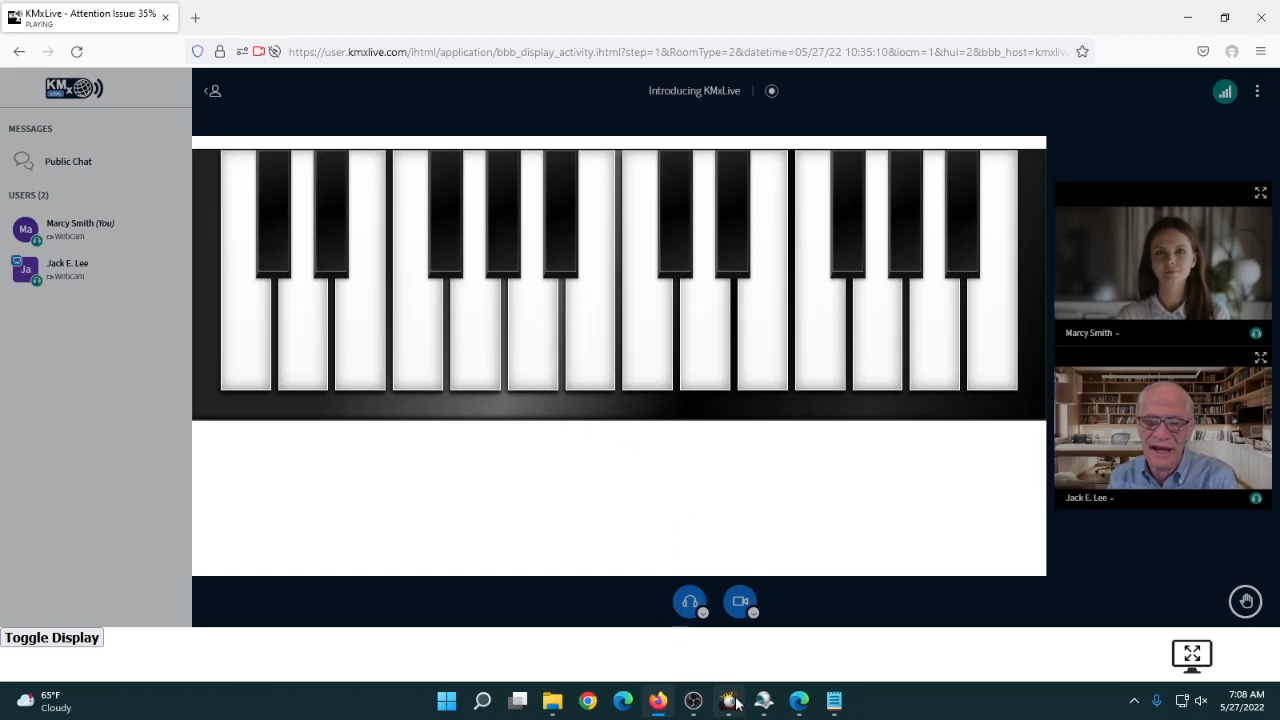 KMxLive - Attention Issue: 35%
PLAYING
https://user.kmxlive.com/ihtml/application/bbb_display_activity.ihtml?step=1&RoomType=2&datetime=05/27/22 10:35:10&iocm=1&hul=2&bbb_host=kmxliv
KMx
LIVE
Introducing KMxLive
MESSAGES
Public Chat
USERS (2)
Ma
Marcy Smith (You)
Webcam
Ja
Jack E. Lee
Webcam
Marcy Smith
Jack E. Lee
Toggle Display
65°F
Cloudy
7:08 AM
5/27/2022